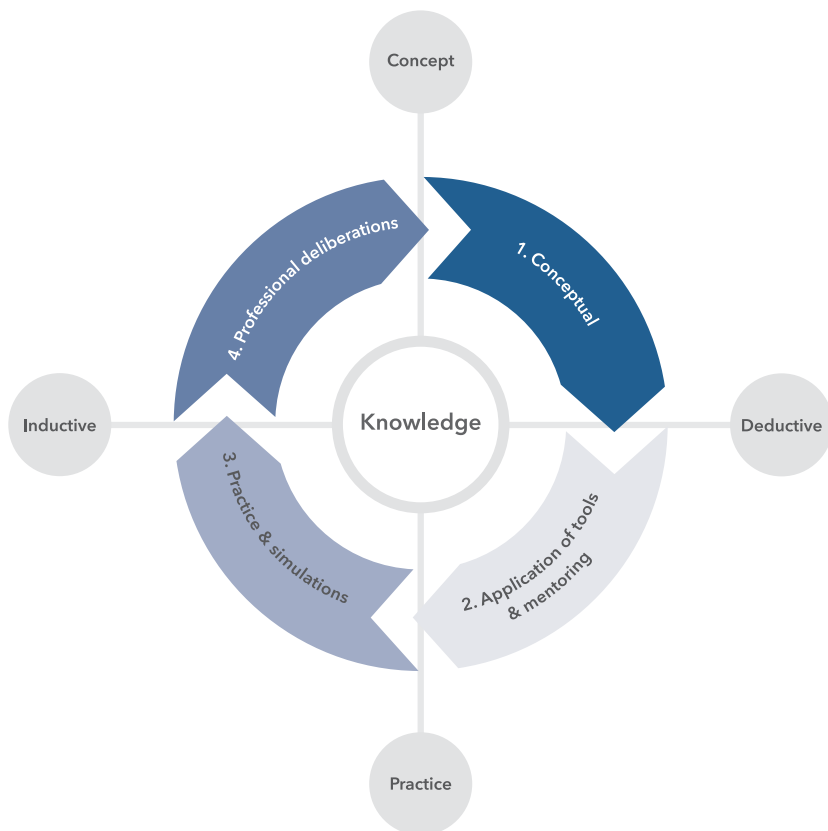 Concept
4. Professional deliberations
1. Conceptual
Inductive
Knowledge
Deductive
3. Practice & simulations
2. Application of tools
& mentoring
Practice